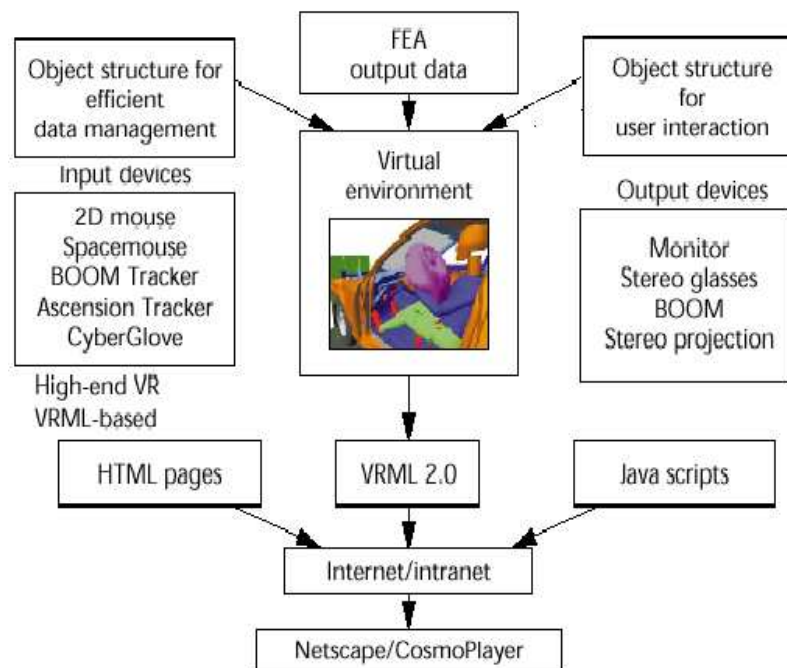 FEA
output data
Object structure for
efficient
data management
Object structure
for
user interaction
Virtual
environment
Input devices
2D mouse
Spacemouse
BOOM Tracker
Ascension Tracker
CyberGlove
Output devices
Monitor
Stereo glasses
BOOM
Stereo projection
High-end VR
VRML-based
HTML pages
VRML 2.0
Java scripts
Internet/intranet
Netscape/CosmoPlayer